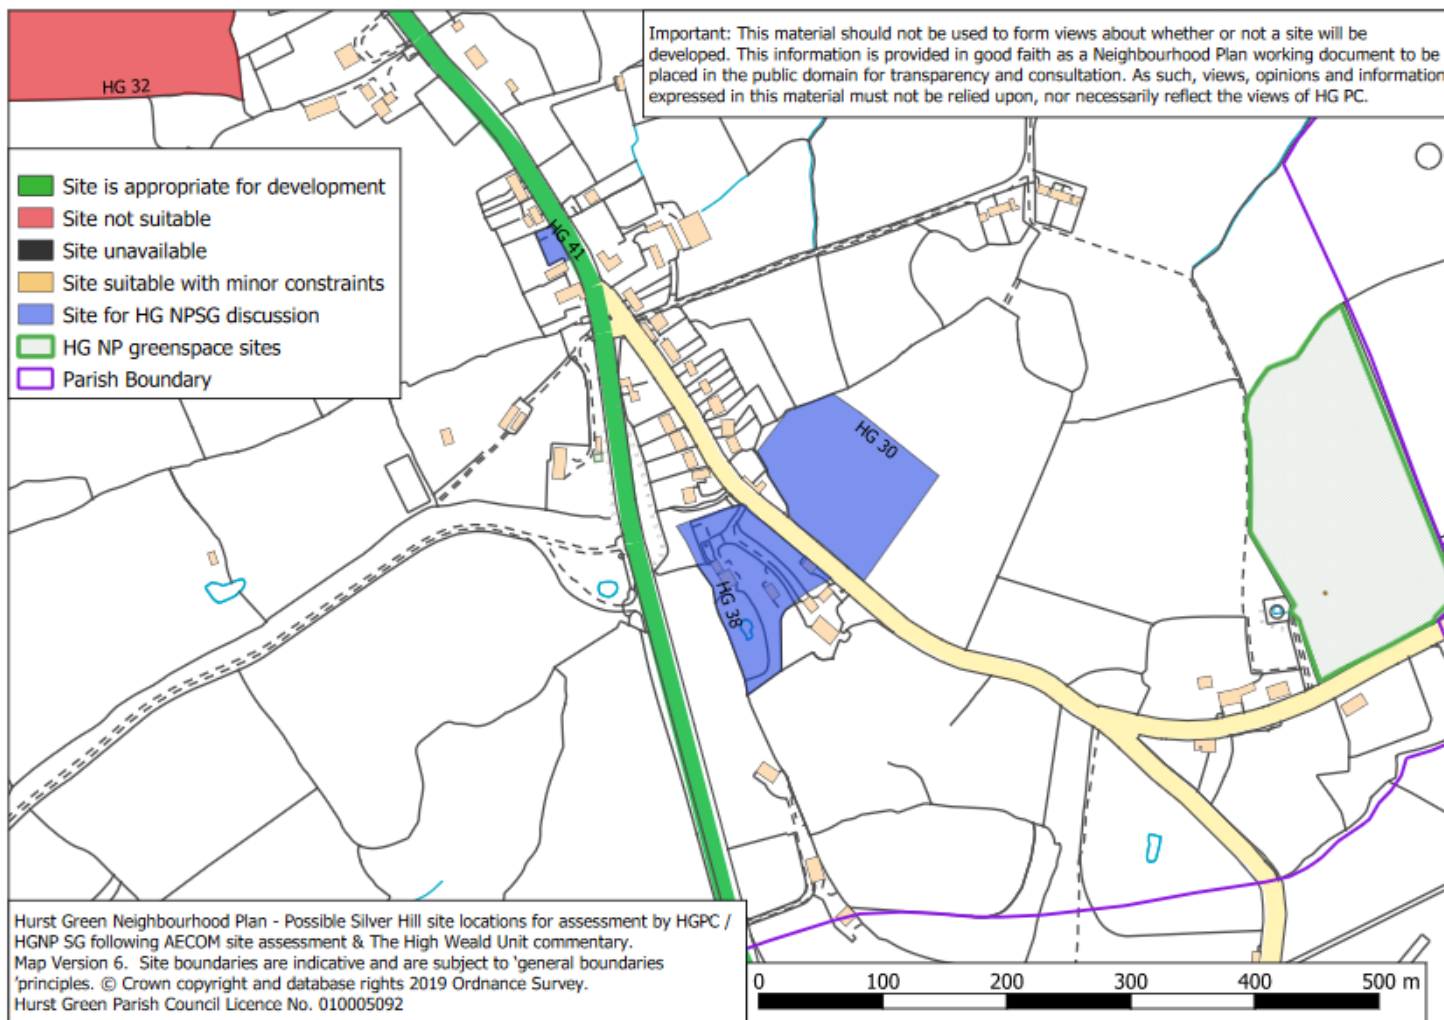 Important: This material should not be used to form views about whether or not a site will be
developed. This information is provided in good faith as a Neighbourhood Plan working document to be
placed in the public domain for transparency and consultation. As such, views, opinions and information
expressed in this material must not be relied upon, nor necessarily reflect the views of HG PC.
HG 32
Site is appropriate for development
Site not suitable
Site unavailable
Site suitable with minor constraints
Site for HG NPSG discussion
HG NP greenspace sites
Parish Boundary
HG 41
HG 30
HG 38
Hurst Green Neighbourhood Plan - Possible Silver Hill site locations for assessment by HGPC /
HGNP SG following AECOM site assessment & The High Weald Unit commentary.
Map Version 6.  Site boundaries are indicative and are subject to 'general boundaries
'principles. © Crown copyright and database rights 2019 Ordnance Survey.
Hurst Green Parish Council Licence No. 010005092
0 100 200 300 400 500 m